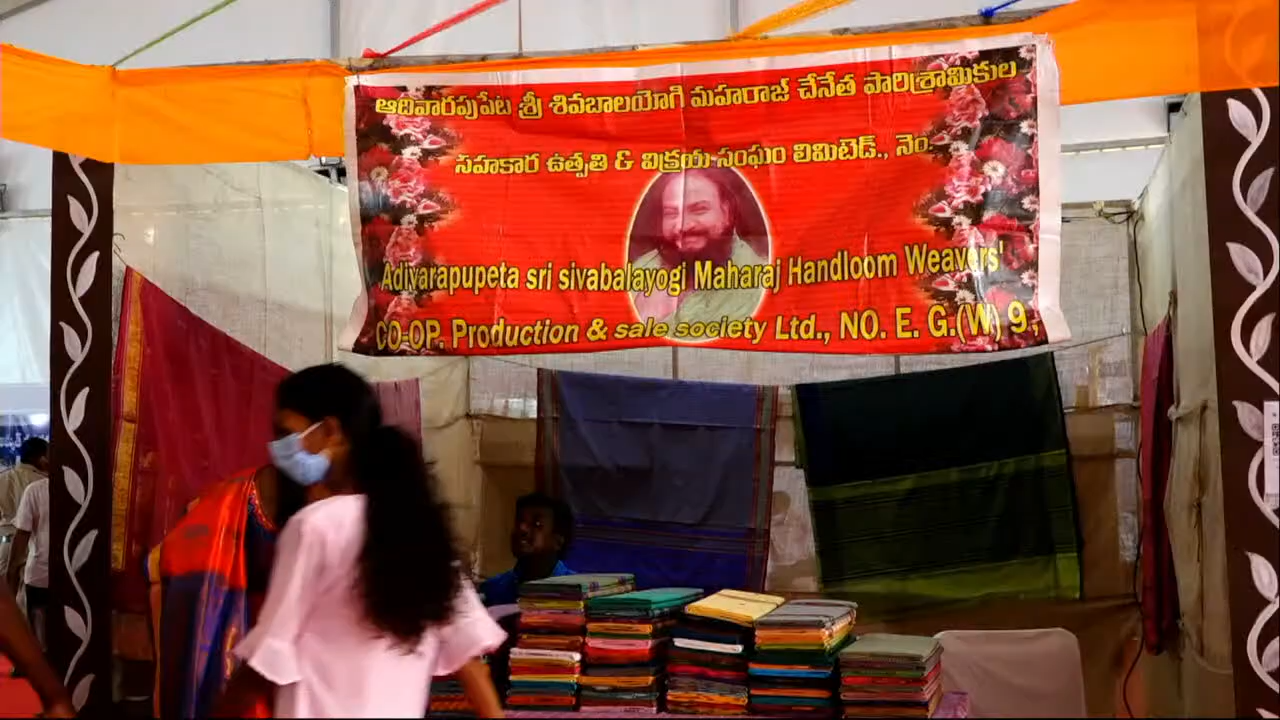 ఆదివారపుపేట శ్రీ శివబాలయోగి మహరాజ్ చేనేత పారిశ్రామికుల
సహకార ఉత్పతి & విక్రయ సంఘం లిమిటెడ్., నెం.
Adivarapupeta sri sivabalayogi Maharaj Handloom Weavers'
CO-OP. Production & sale society Ltd., NO. E. G.(W) 9,